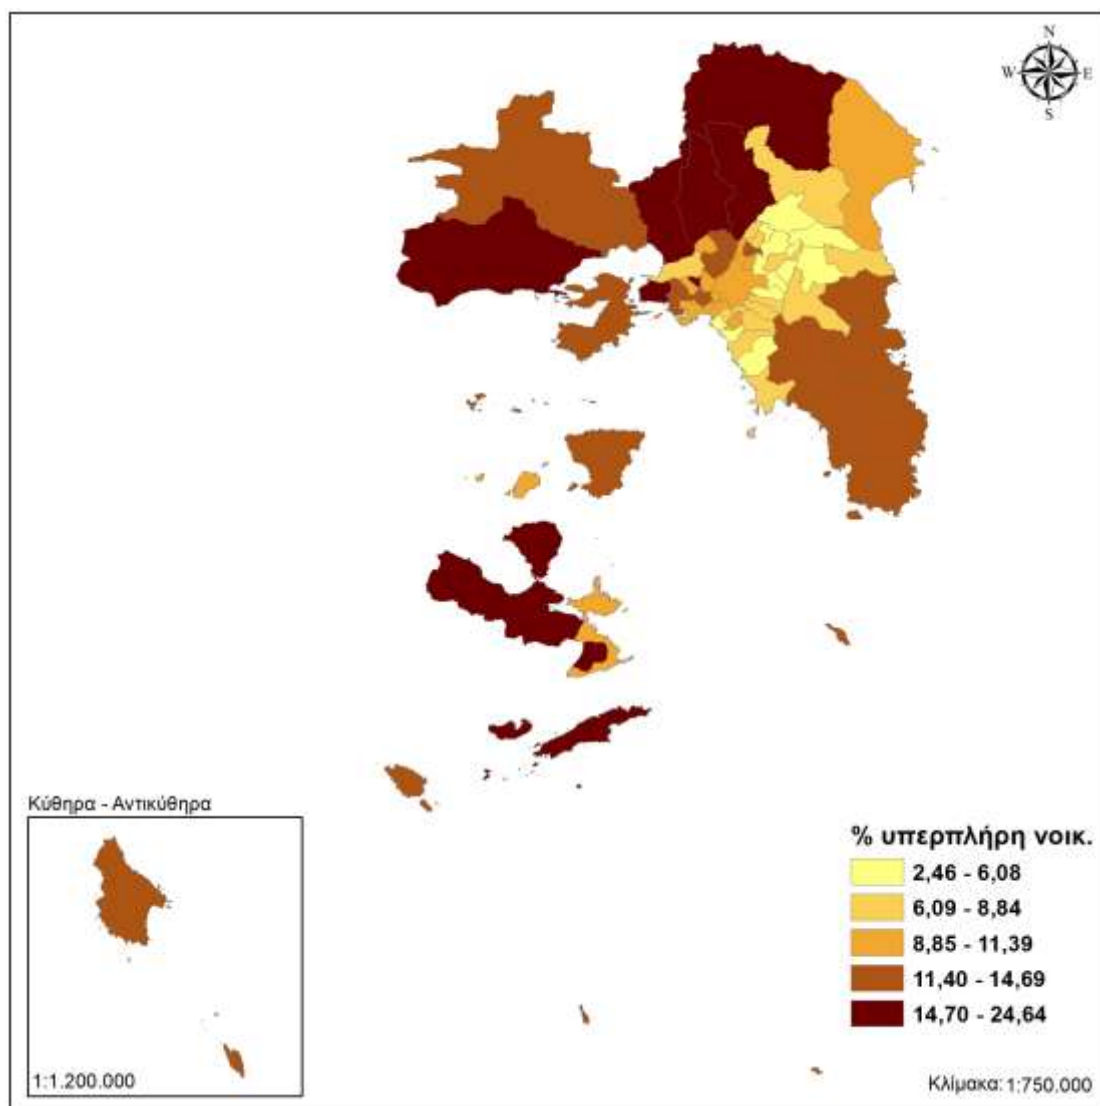 N
W E
S
Κύθηρα - Αντικύθηρα
1:1.200.000
% υπερπλήρη νοικ.
2,46 - 6,08
6,09 - 8,84
8,85 - 11,39
11,40 - 14,69
14,70 - 24,64
Κλίμακα: 1:750.000